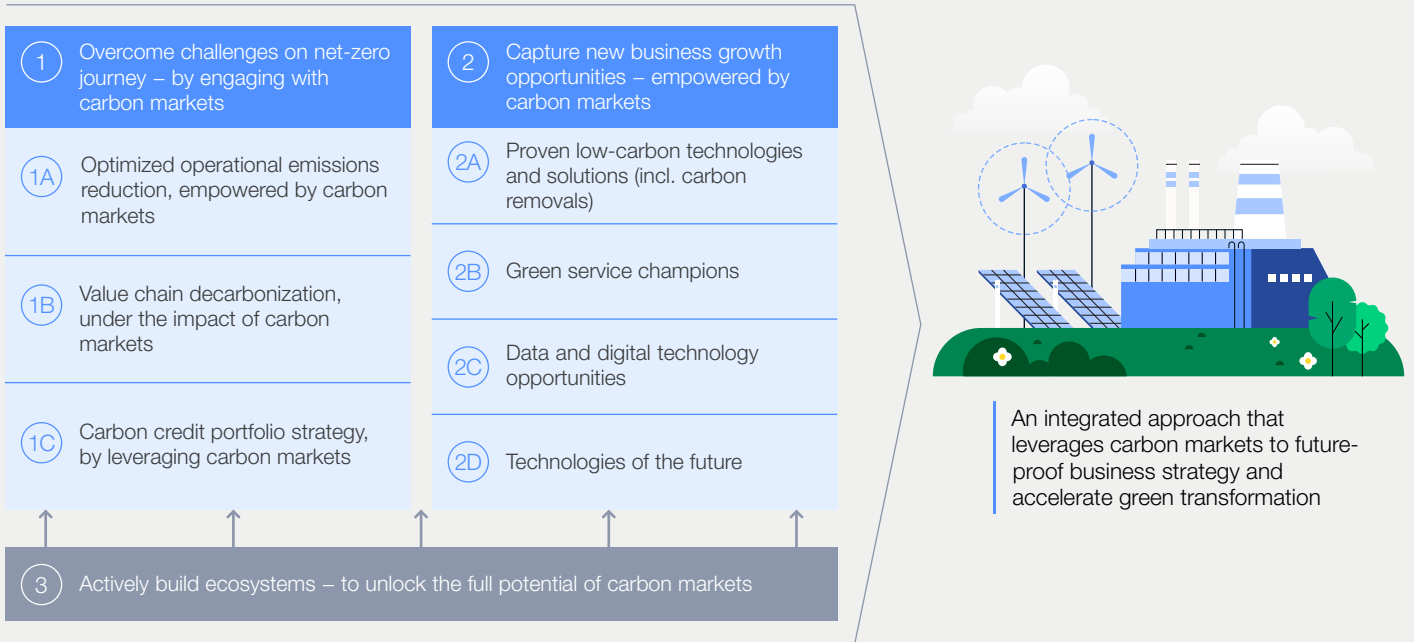 1
Overcome challenges on net-zero
journey – by engaging with
carbon markets
1A
Optimized operational emissions
reduction, empowered by carbon
markets
1B
Value chain decarbonization,
under the impact of carbon
markets
1C
Carbon credit portfolio strategy,
by leveraging carbon markets
2
Capture new business growth
opportunities – empowered by
carbon markets
2A
Proven low-carbon technologies
and solutions (incl. carbon
removals)
2B
Green service champions
2C
Data and digital technology
opportunities
2D
Technologies of the future
3
Actively build ecosystems – to unlock the full potential of carbon markets
An integrated approach that
leverages carbon markets to future-
proof business strategy and
accelerate green transformation